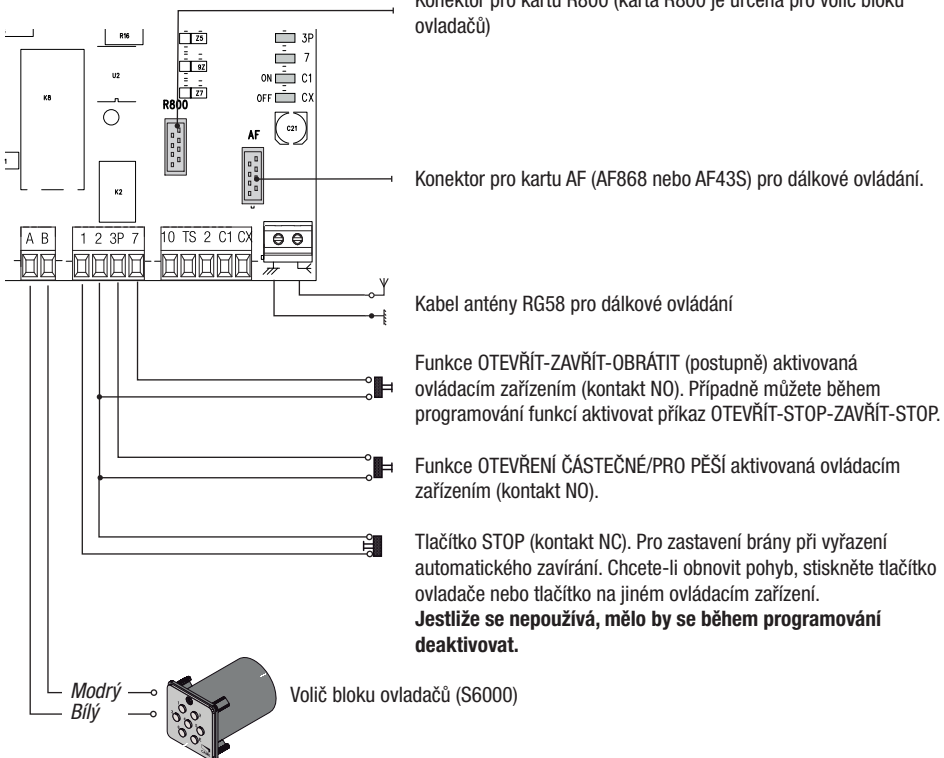 Konektor pro kartu R800 (karta R800 je určena pro volič bloku
ovladačů)
R16
Z5
3P
K8
U2
9Z
7
ON C1
Z7
OFF CX
R800
C21
AF
Konektor pro kartu AF (AF868 nebo AF43S) pro dálkové ovládání.
K2
A B 1 2 3P 7 10 TS 2 C1 CX
Kabel antény RG58 pro dálkové ovládání
Funkce OTEVŘÍT-ZAVŘÍT-OBRÁTIT (postupně) aktivovaná
ovládacím zařízením (kontakt NO). Případně můžete během
programování funkcí aktivovat příkaz OTEVŘÍT-STOP-ZAVŘÍT-STOP.
Funkce OTEVŘENÍ ČÁSTEČNÉ/PRO PĚŠÍ aktivovaná ovládacím
zařízením (kontakt NO).
Tlačítko STOP (kontakt NC). Pro zastavení brány při vyřazení
automatického zavírání. Chcete-li obnovit pohyb, stiskněte tlačítko
ovladače nebo tlačítko na jiném ovládacím zařízení.
Jestliže se nepoužívá, mělo by se během programování
deaktivovat.
Modrý
Bílý
Volič bloku ovladačů (S6000)